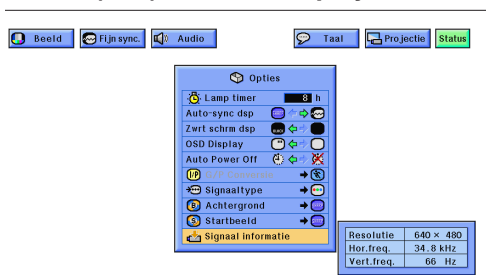 Beeld Fijn sync. Audio Taal Projectie Status
Opties
Lamp timer 8 h
Auto-sync dsp
Zwrt schrm dsp
OSD Display
Auto Power Off
Signaaltype
Achtergrond
Startbeeld
Signaal informatie
Resolutie 640 × 480
Hor.freq. 34.8 kHz
Vert.freq. 66 Hz